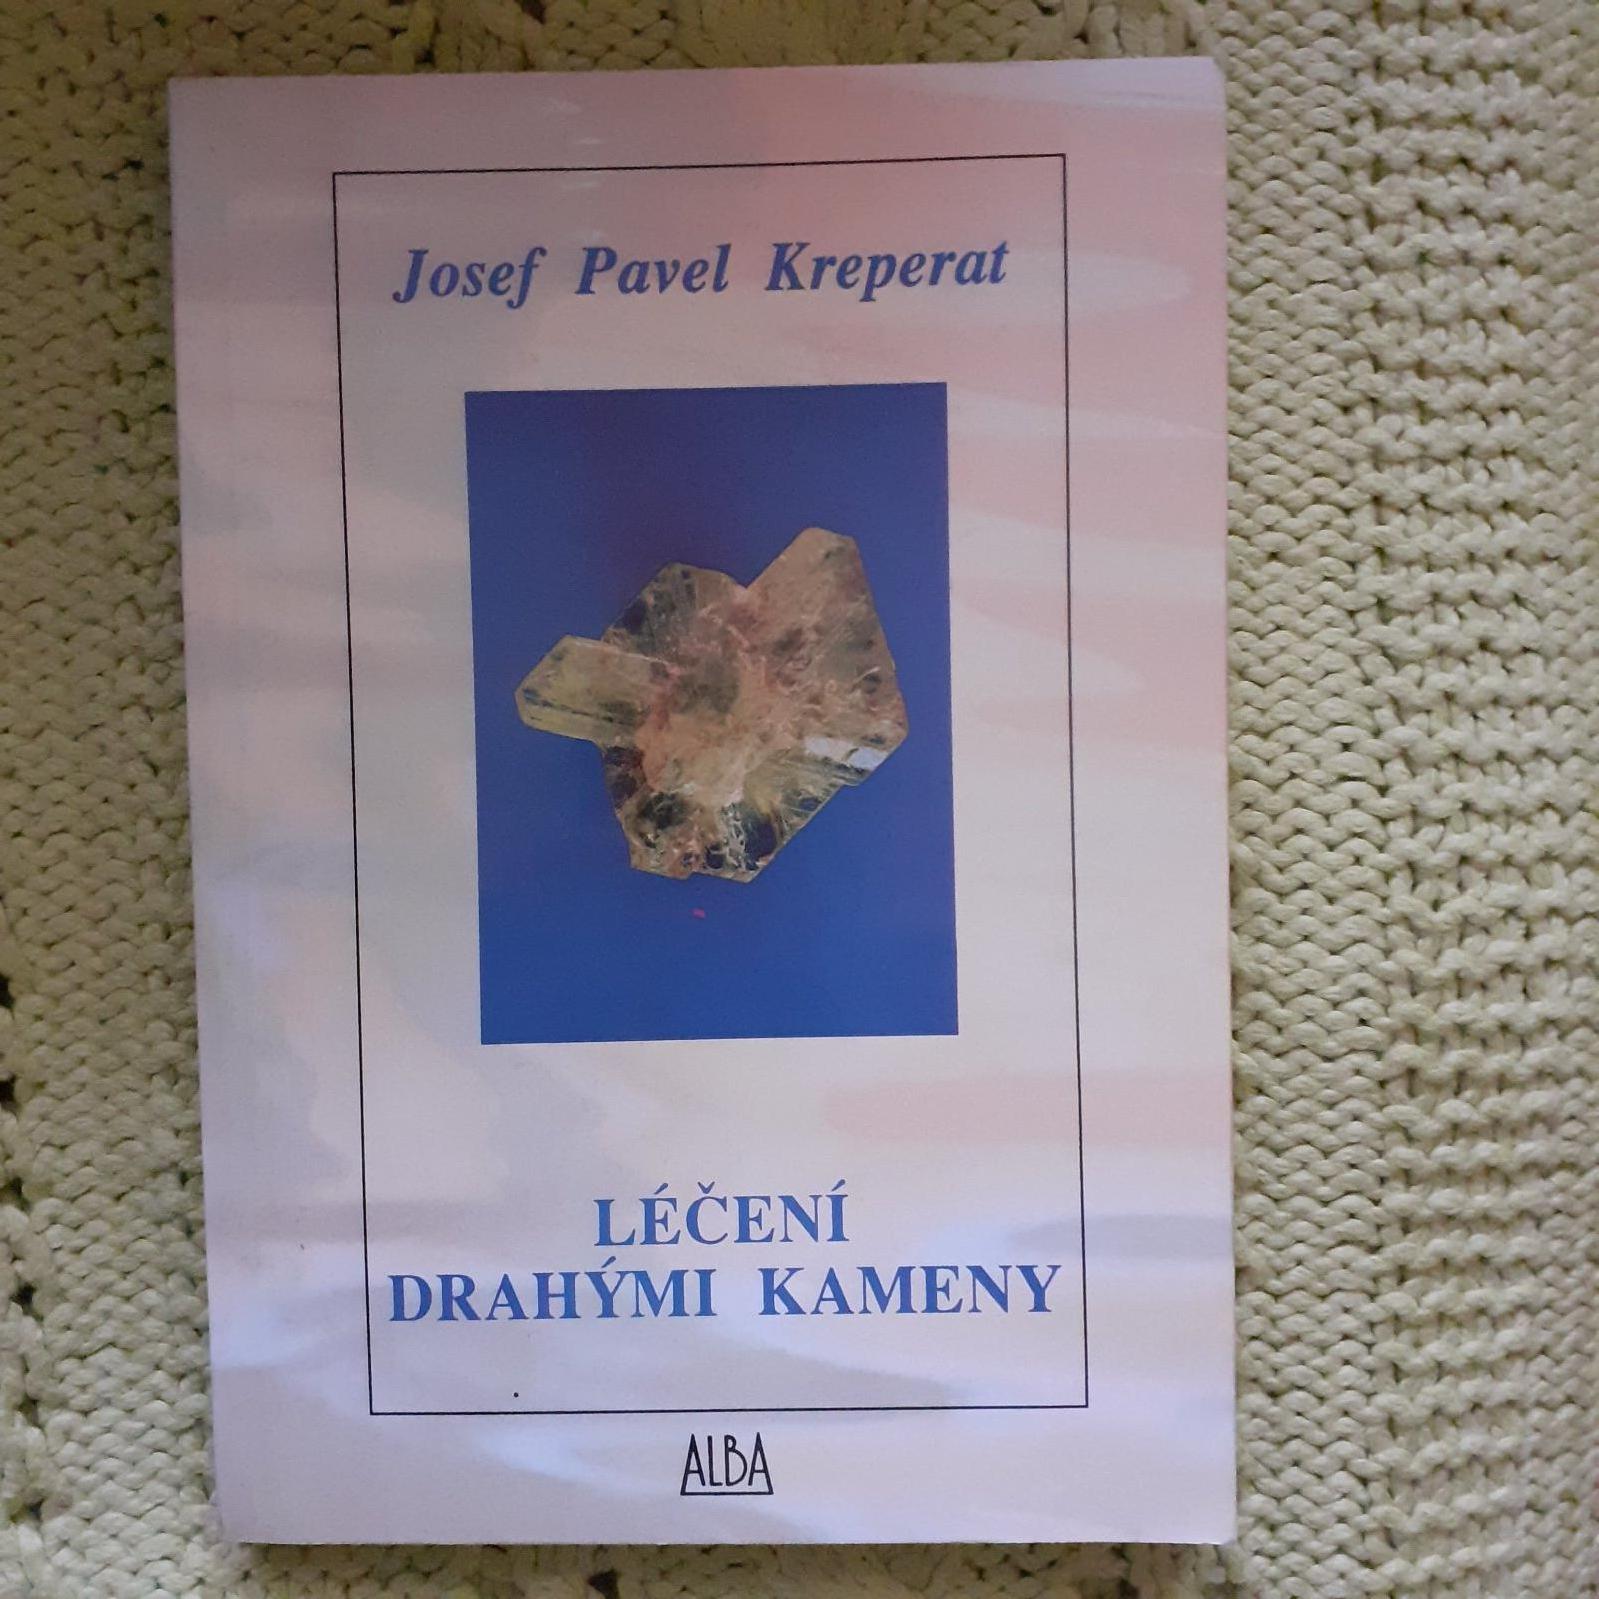 Josef Pavel Kreperat
LÉČENÍ
DRAHÝMI KAMENY
ALBA